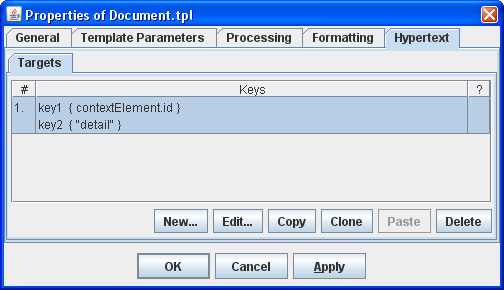 Properties of Document.tpl
General Template Parameters Processing Formatting Hypertext
Targets
# Keys ?
1. key1 { contextElement.id }
key2 { "detail" }
New... Edit... Copy Clone Paste Delete
OK Cancel Apply